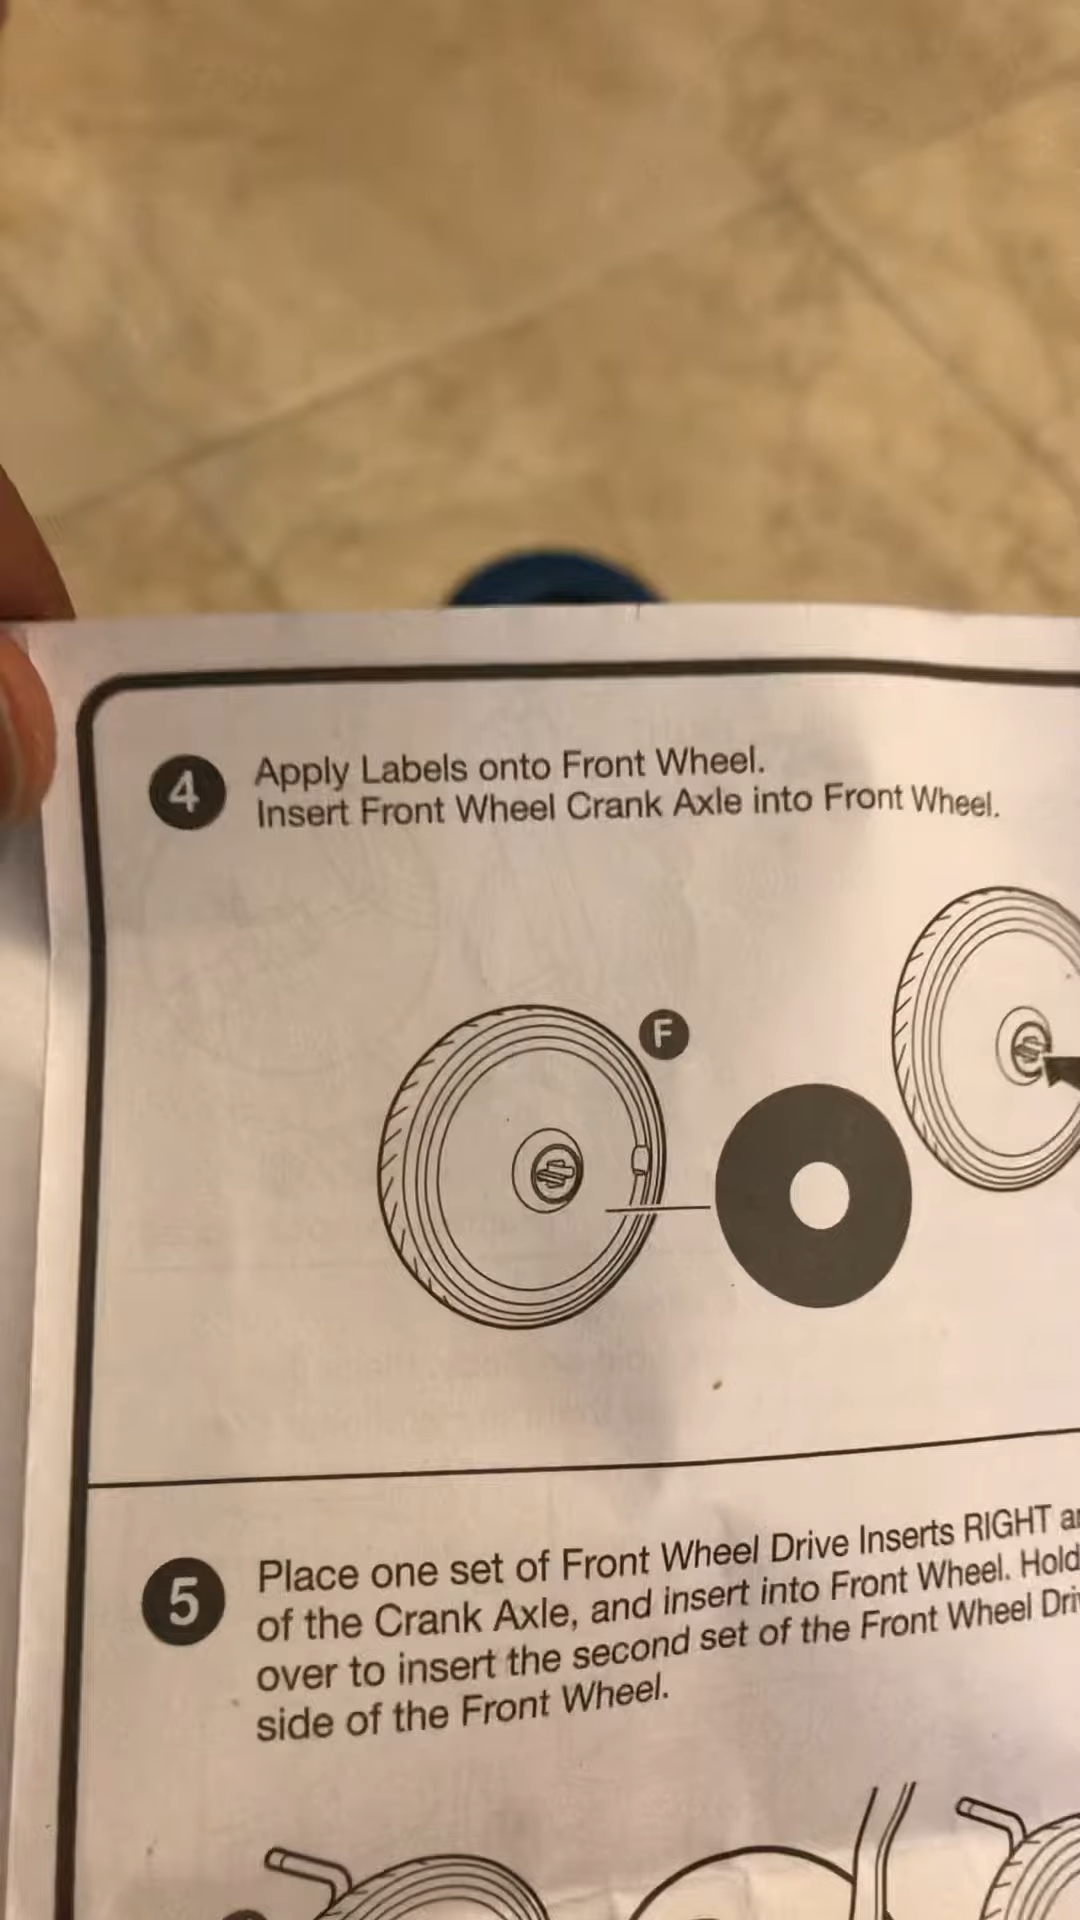 4 Apply Labels onto Front Wheel.
Insert Front Wheel Crank Axle into Front Wheel.
F
5 Place one set of Front Wheel Drive Inserts RIGHT
of the Crank Axle, and insert into Front Wheel. Hold
over to insert the second set of the Front Wheel
side of the Front Wheel.